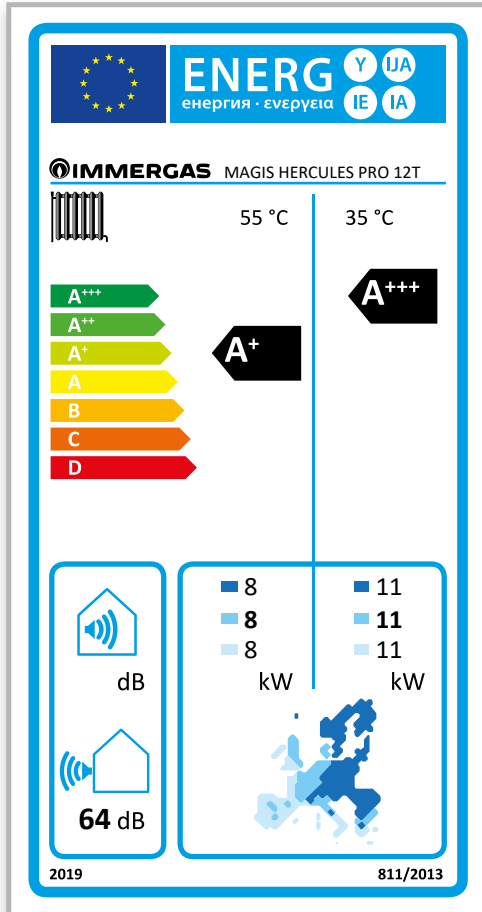 ENERG Y IJA
енергия · ενεργεια IE IA
IMMERGAS MAGIS HERCULES PRO 12T
55 °C 35 °C
A+++
A+++
A++
A+
A+
A
B
C
D
8 11
8 11
8 11
dB kW kW
64 dB
2019 811/2013